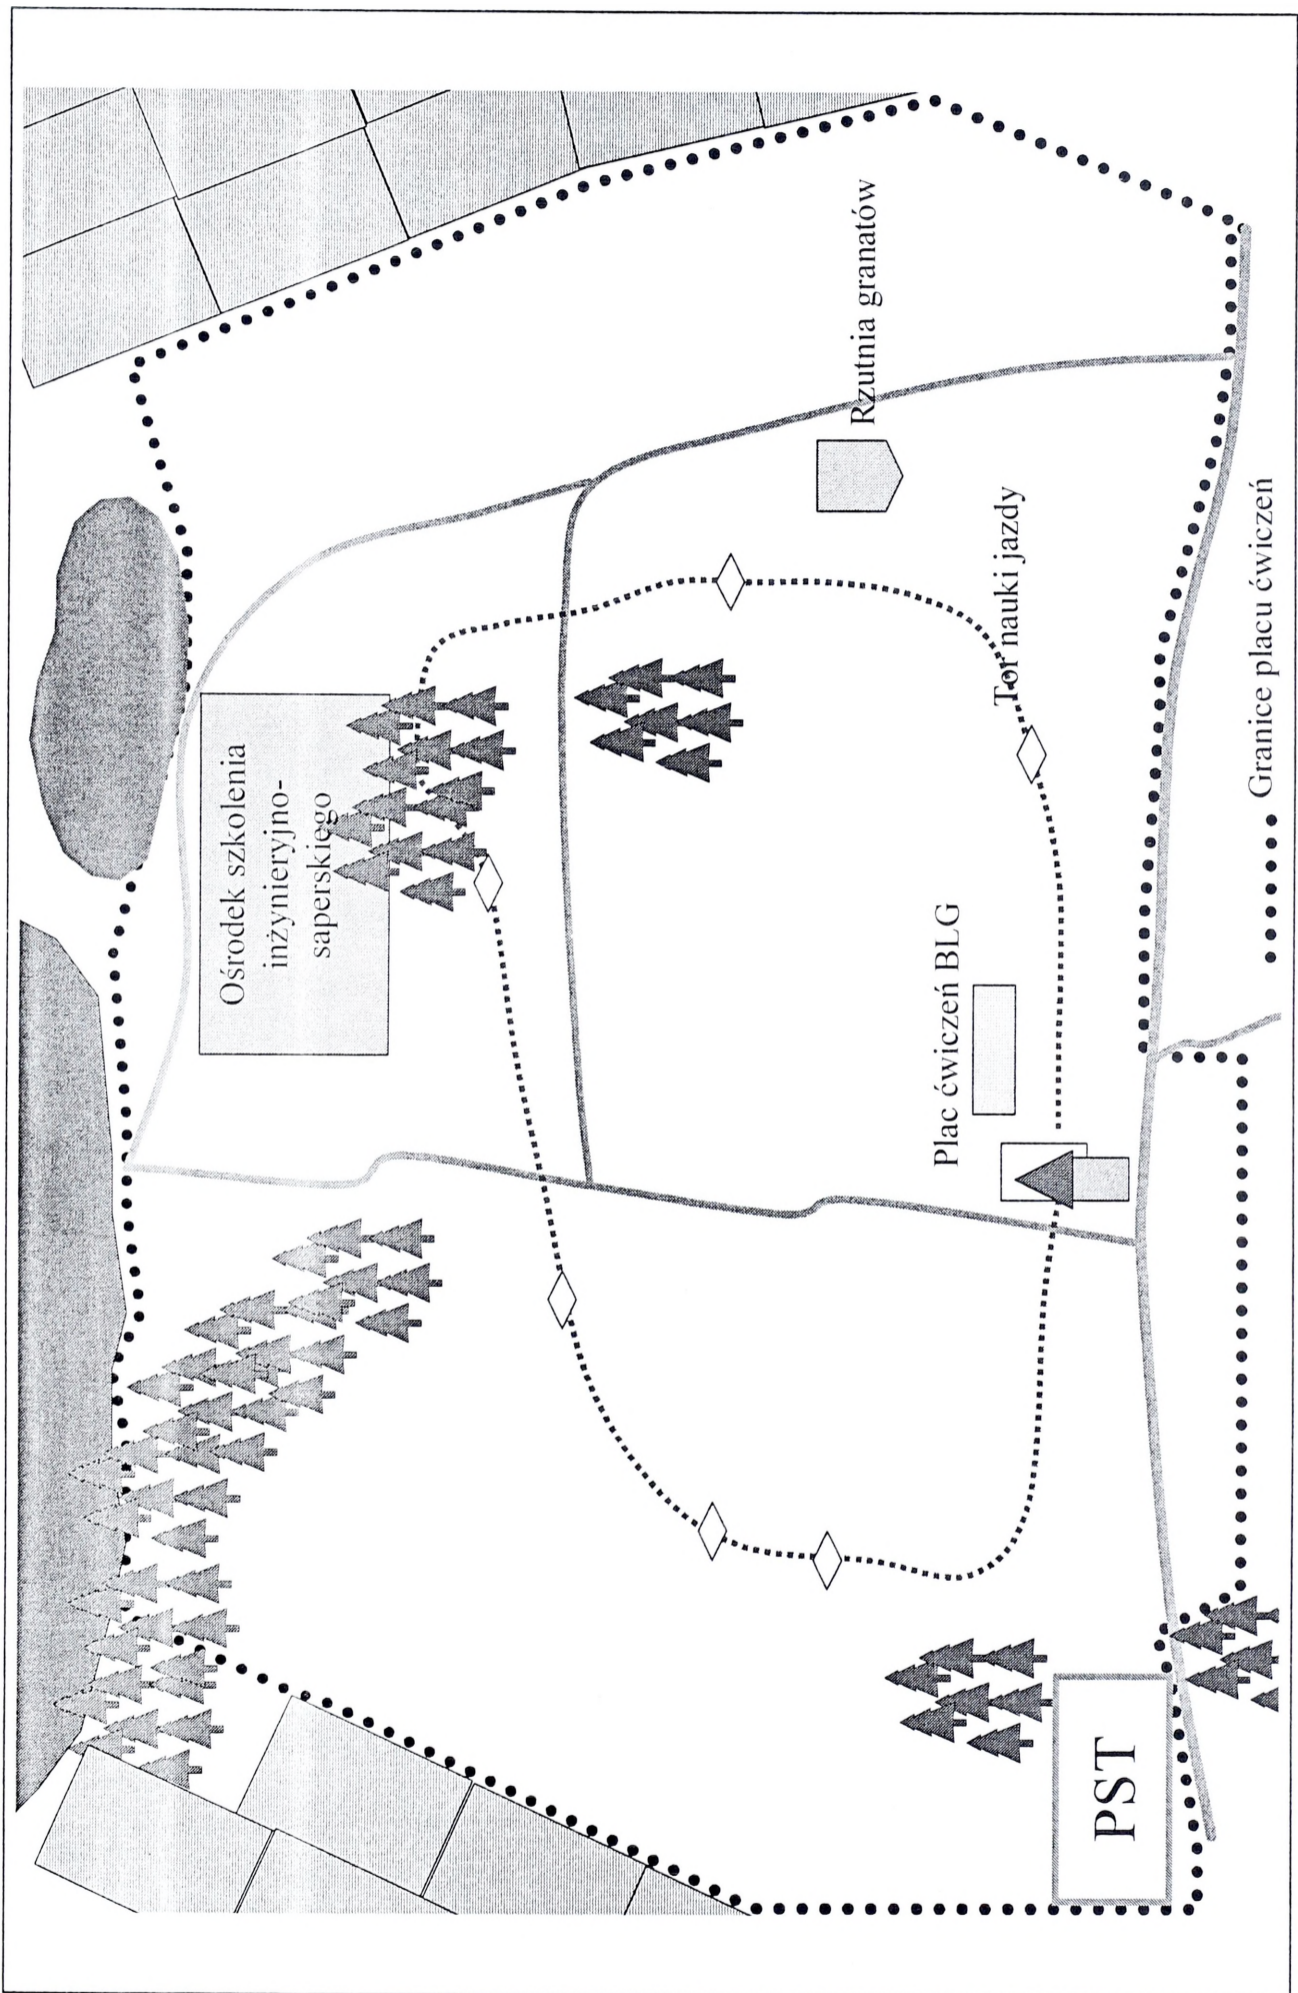 Ośrodek szkolenia
inżynieryjno-
saperskiego
Rzutnia granatów
Tor nauki jazdy
Plac ćwiczeń BLG
PST
Granice placu ćwiczeń